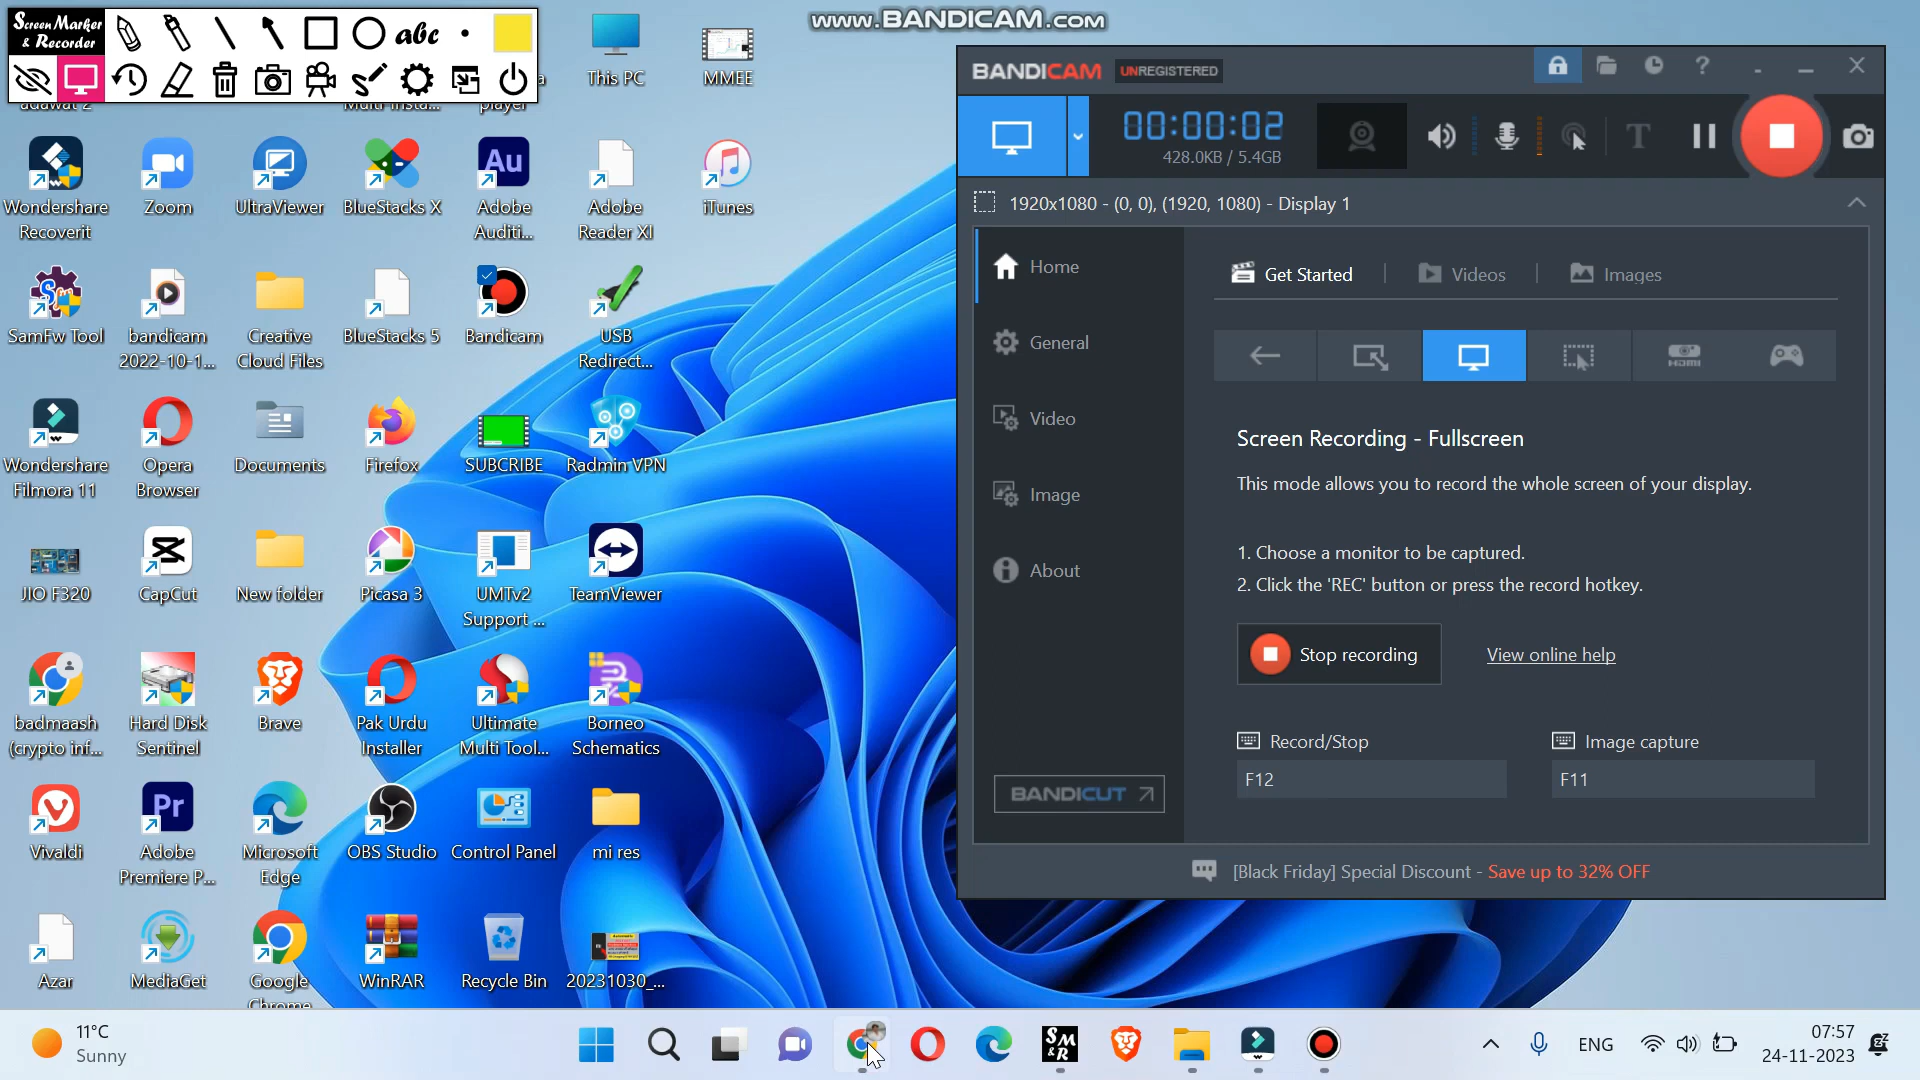 www.BANDICAM.com
Screen Marker
& Recorder
abc
This PC
MMEE
player
Wondershare
Recoverit
Zoom
UltraViewer
BlueStacks X
Adobe
Auditi...
Adobe
Reader XI
iTunes
SamFw Tool
bandicam
2022-10-1...
Creative
Cloud Files
BlueStacks 5
Bandicam
USB
Redirect...
Wondershare
Filmora 11
Opera
Browser
Documents
Firefox
SUBCRIBE
Radmin VPN
JIO F320
CapCut
New folder
Picasa 3
UMTv2
Support ...
TeamViewer
badmaash
(crypto inf...
Hard Disk
Sentinel
Brave
Pak Urdu
Installer
Ultimate
Multi Tool...
Borneo
Schematics
Vivaldi
Adobe
Premiere P...
Microsoft
Edge
OBS Studio
Control Panel
mi res
Azar
MediaGet
Google
Chrome
WinRAR
Recycle Bin
20231030_...
BANDICAM UNREGISTERED
00:00:02
428.0KB / 5.4GB
1920x1080 - (0, 0), (1920, 1080) - Display 1
Home
General
Video
Image
About
BANDICUT
Get Started
Videos
Images
HDMI
Screen Recording - Fullscreen
This mode allows you to record the whole screen of your display.
1. Choose a monitor to be captured.
2. Click the 'REC' button or press the record hotkey.
Stop recording
View online help
Record/Stop
Image capture
F12
F11
[Black Friday] Special Discount - Save up to 32% OFF
11°C
Sunny
SM
&R
ENG
07:57
24-11-2023